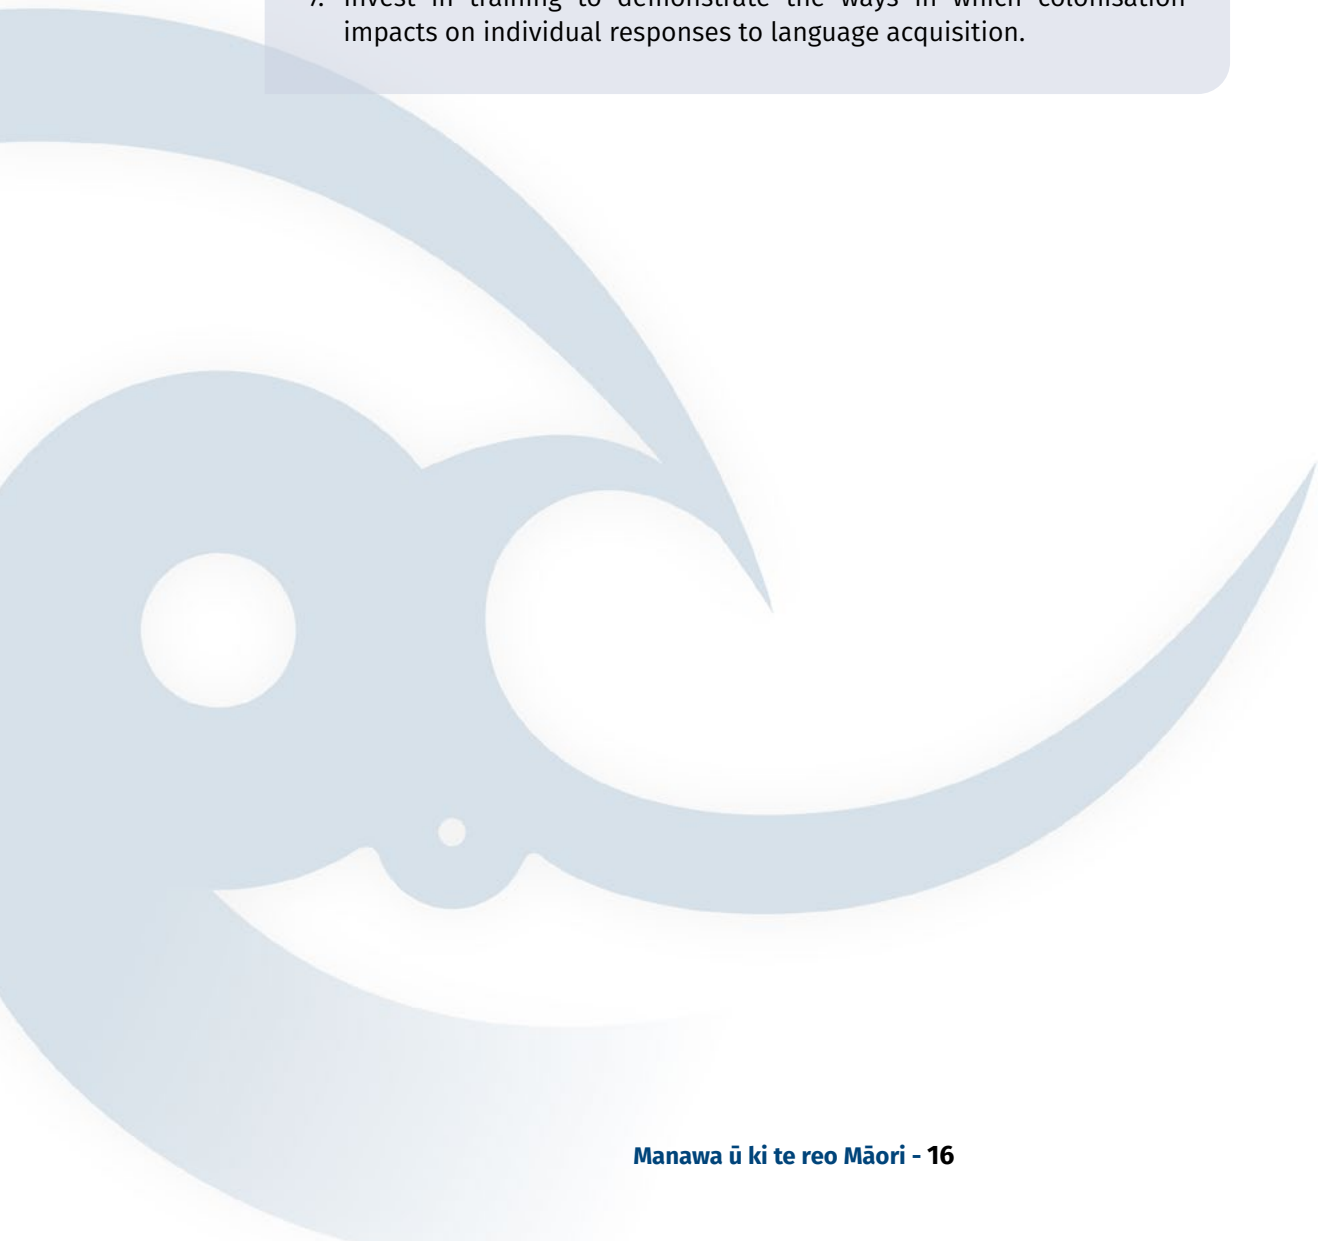 7. Invest in training to demonstrate the ways in which colonisation
impacts on individual responses to language acquisition.
Manawa ū ki te reo Māori - 16